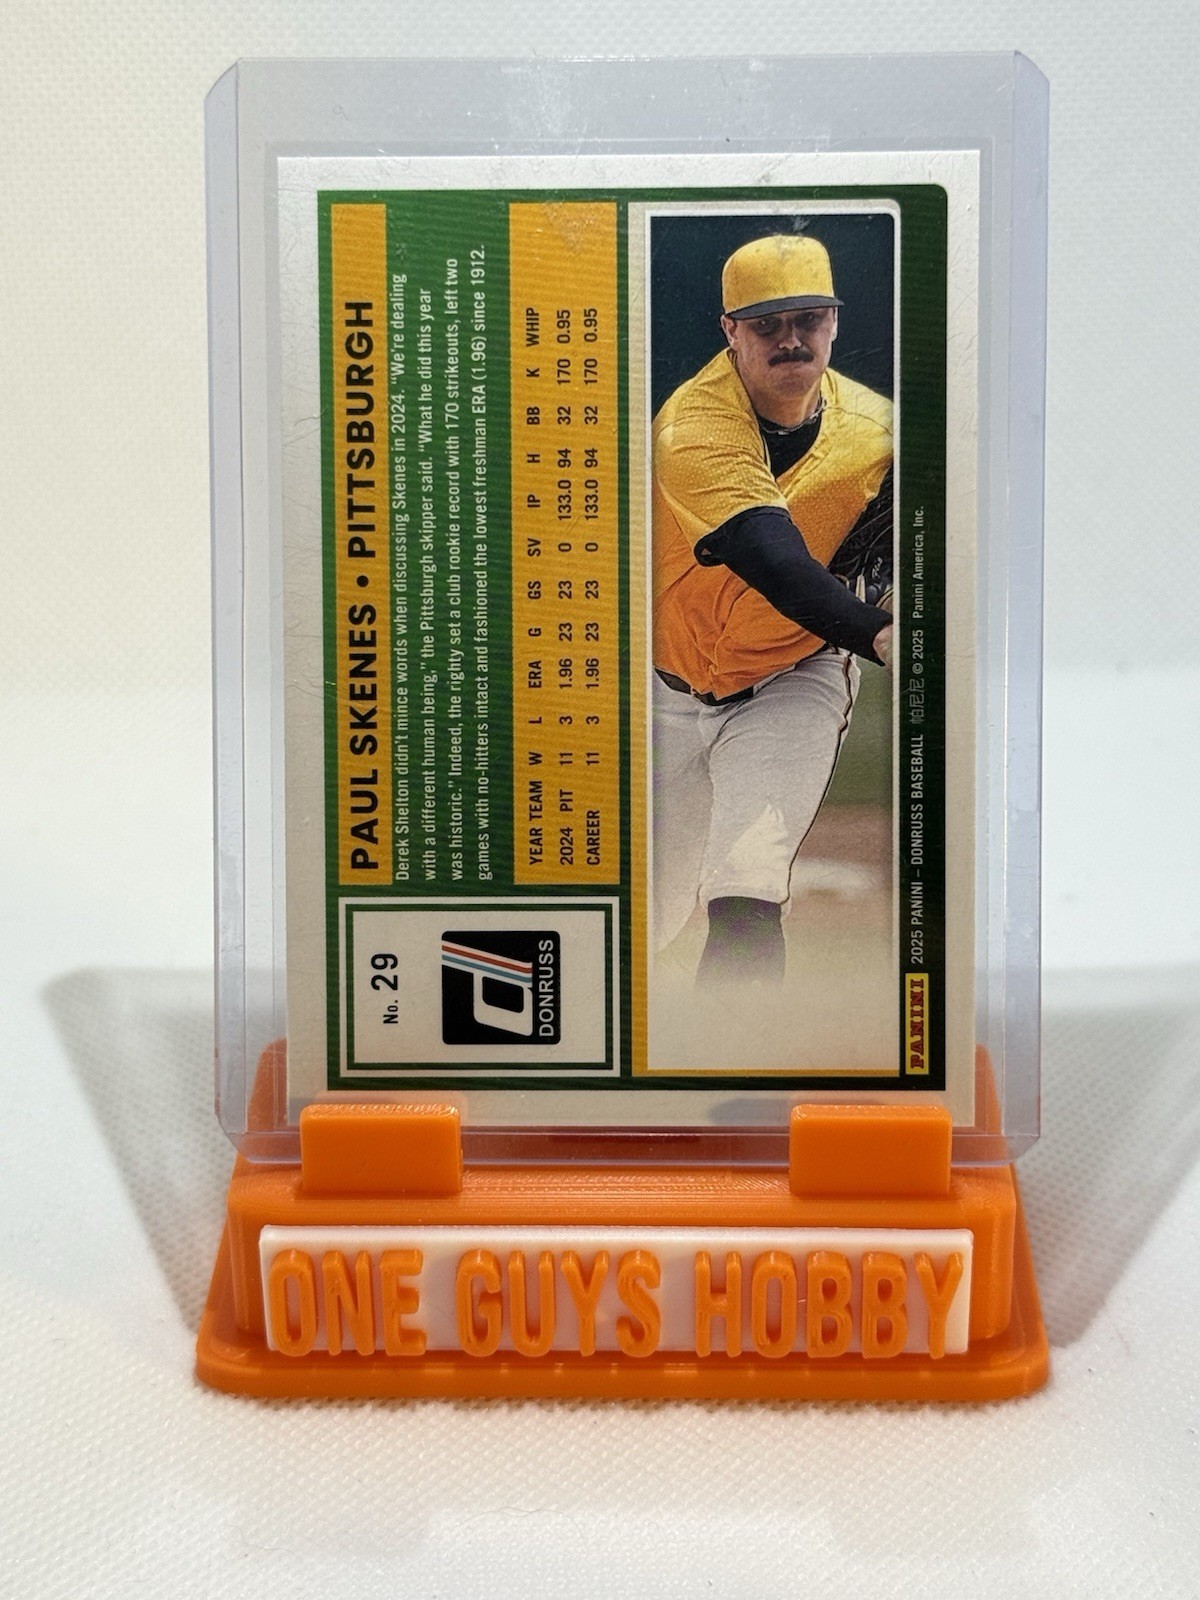 PAUL SKENES • PITTSBURGH
Derek Shelton didn't mince words when discussing Skenes in 2024. "We're dealing
with a different human being," the Pittsburgh skipper said. "What he did this year
was historic." Indeed, the righty set a club rookie record with 170 strikeouts, left two
games with no-hitters intact and fashioned the lowest freshman ERA (1.96) since 1912.
YEAR TEAM W L ERA G GS SV IP H BB K WHIP
2024 PIT 11 3 1.96 23 23 0 133.0 94 32 170 0.95
CAREER 11 3 1.96 23 23 0 133.0 94 32 170 0.95
No. 29
d
DONRUSS
PANINI
2025 PANINI – DONRUSS BASEBALL 帕尼尼 © 2025 Panini America, Inc.
ONE GUYS HOBBY